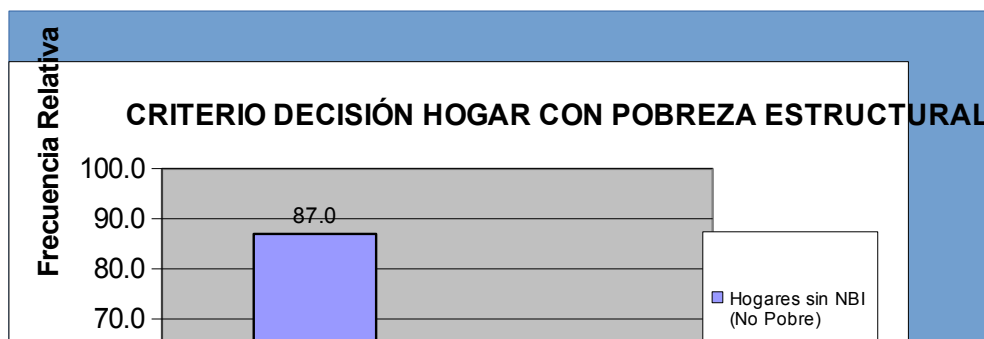 Frecuencia Relativa
CRITERIO DECISIÓN HOGAR CON POBREZA ESTRUCTURAL
100.0
90.0
87.0
80.0
70.0
Hogares sin NBI
(No Pobre)